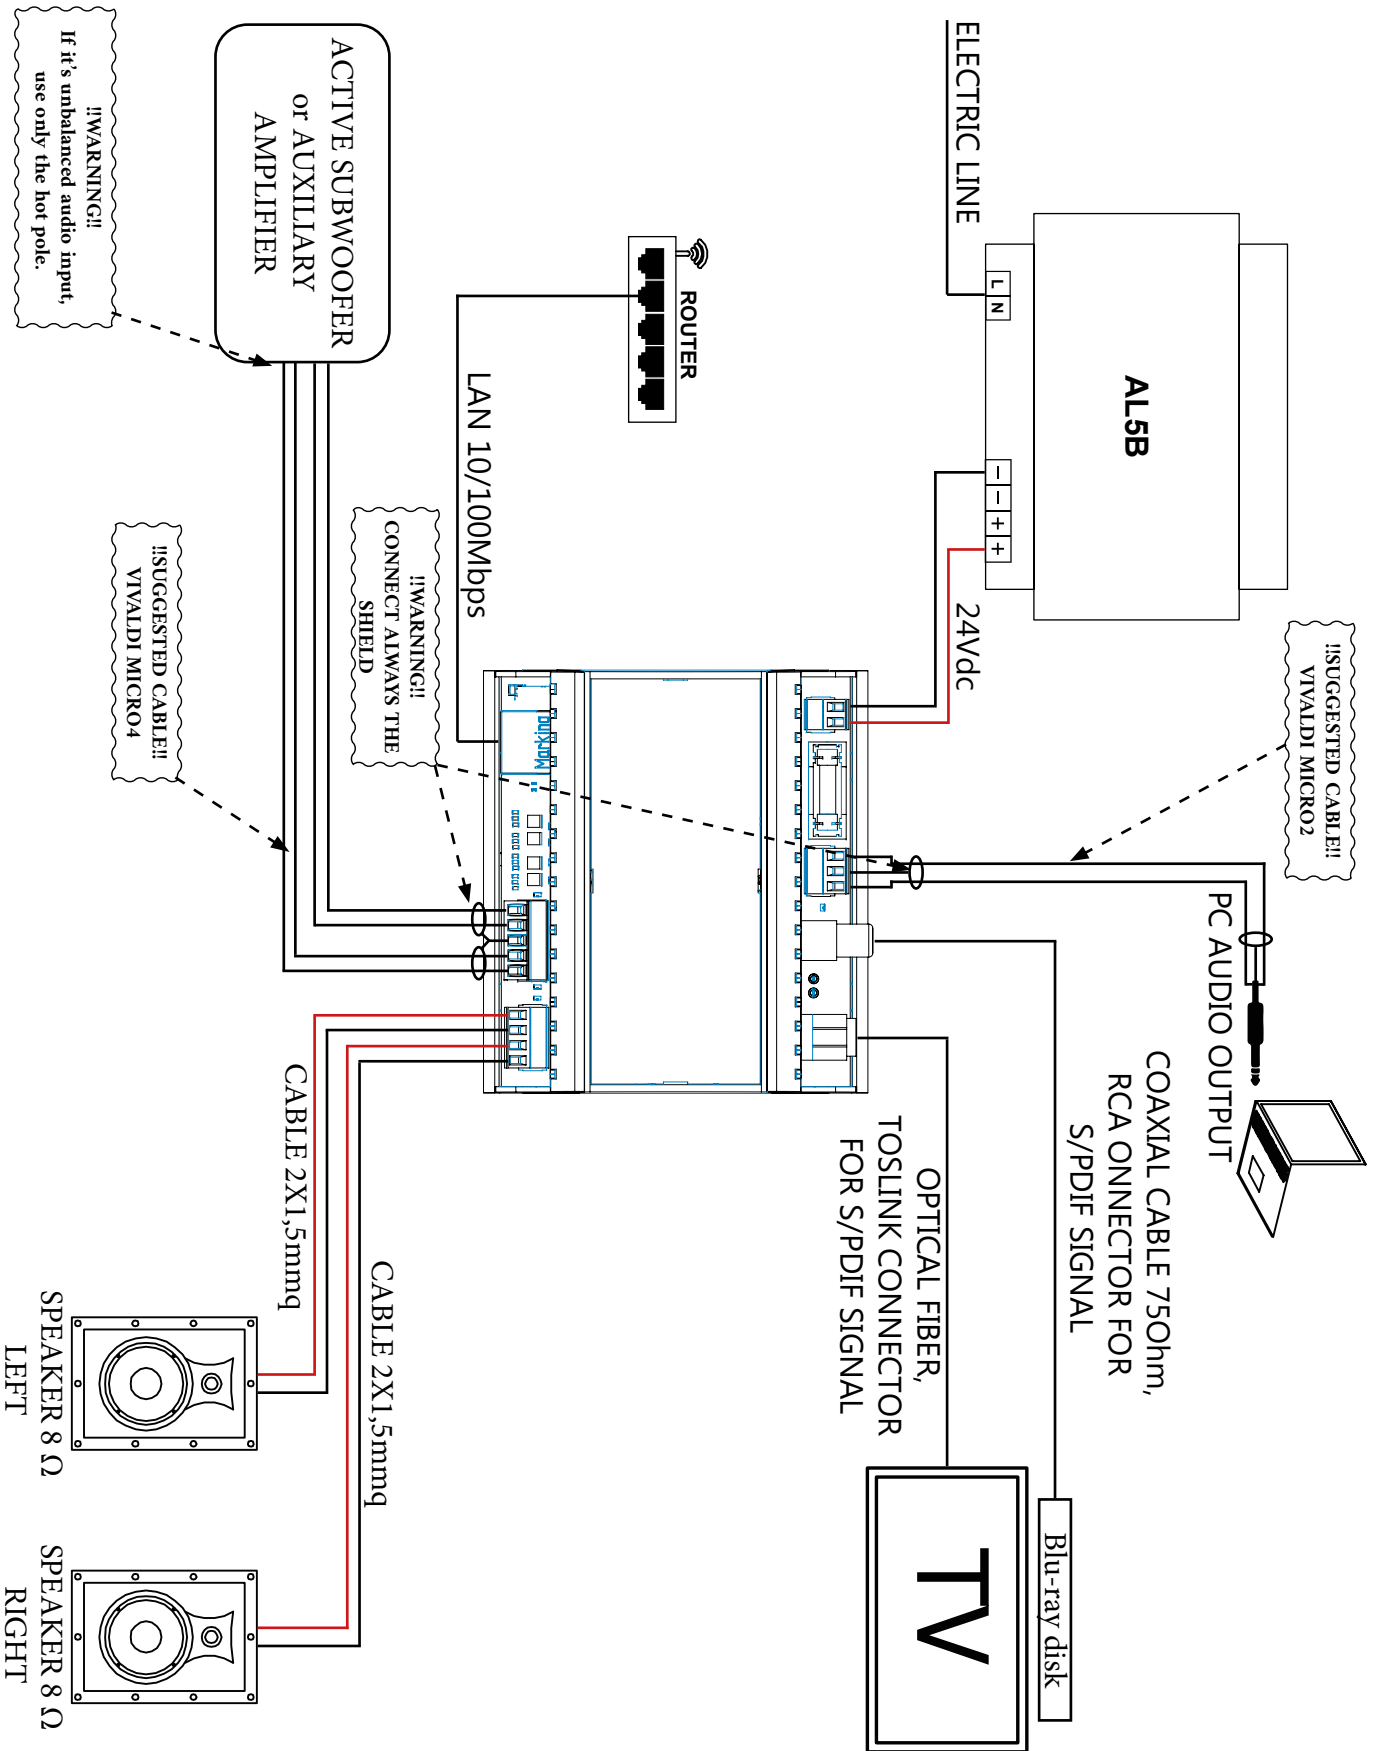 ELECTRIC LINE
L N
AL5B
-
-
+
+
24Vdc
!!SUGGESTED CABLE!!
VIVALDI MICRO2
PC AUDIO OUTPUT
COAXIAL CABLE 75Ohm,
RCA ONNECTOR FOR
S/PDIF SIGNAL
OPTICAL FIBER,
TOSLINK CONNECTOR
FOR S/PDIF SIGNAL
Blu-ray disk
TV
ROUTER
LAN 10/100Mbps
!!WARNING!!
CONNECT ALWAYS THE
SHIELD
Marking
ACTIVE SUBWOOFER
or AUXILIARY
AMPLIFIER
!!WARNING!!
If it's unbalanced audio input,
use only the hot pole.
!!SUGGESTED CABLE!!
VIVALDI MICRO4
CABLE 2X1,5mmq
CABLE 2X1,5mmq
SPEAKER 8 Ω
LEFT
SPEAKER 8 Ω
RIGHT